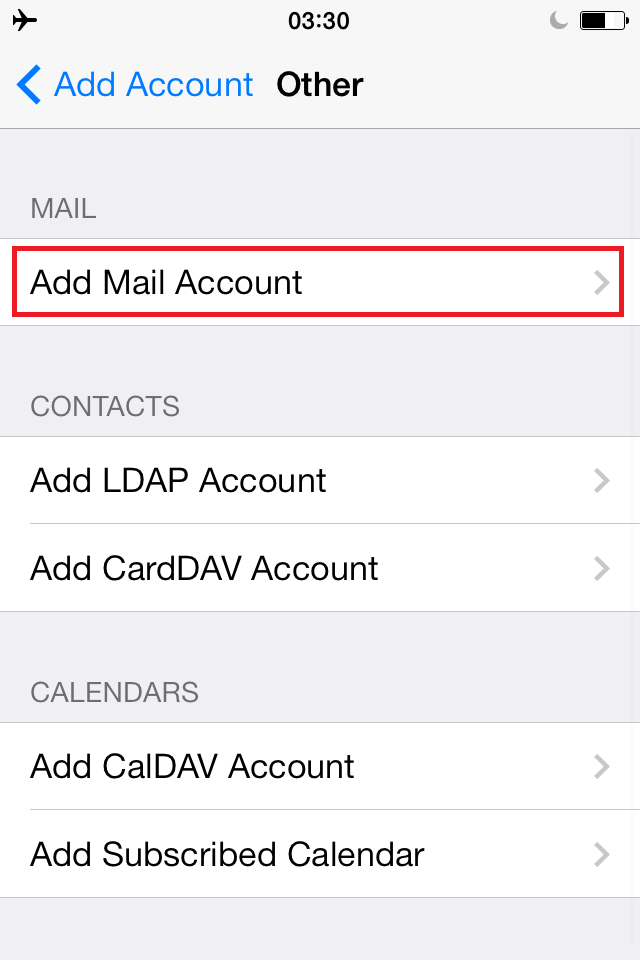 03:30
Add Account Other
MAIL
Add Mail Account
CONTACTS
Add LDAP Account
Add CardDAV Account
CALENDARS
Add CalDAV Account
Add Subscribed Calendar